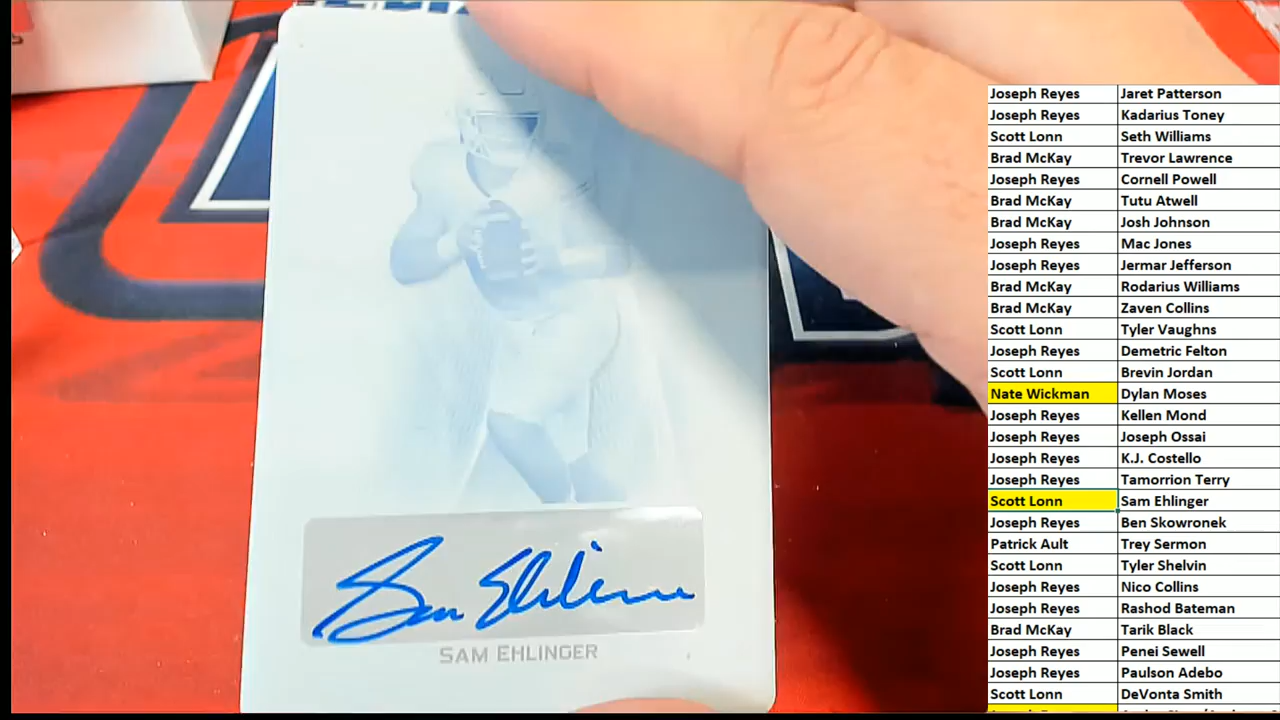 Sam Ehlinger
SAM EHLINGER
Joseph Reyes Jaret Patterson
Joseph Reyes Kadarius Toney
Scott Lonn Seth Williams
Brad McKay Trevor Lawrence
Joseph Reyes Cornell Powell
Brad McKay Tutu Atwell
Brad McKay Josh Johnson
Joseph Reyes Mac Jones
Joseph Reyes Jermar Jefferson
Brad McKay Rodarius Williams
Brad McKay Zaven Collins
Scott Lonn Tyler Vaughns
Joseph Reyes Demetric Felton
Scott Lonn Brevin Jordan
Nate Wickman Dylan Moses
Joseph Reyes Kellen Mond
Joseph Reyes Joseph Ossai
Joseph Reyes K.J. Costello
Joseph Reyes Tamorrion Terry
Scott Lonn Sam Ehlinger
Joseph Reyes Ben Skowronek
Patrick Ault Trey Sermon
Scott Lonn Tyler Shelvin
Joseph Reyes Nico Collins
Joseph Reyes Rashod Bateman
Brad McKay Tarik Black
Joseph Reyes Penei Sewell
Joseph Reyes Paulson Adebo
Scott Lonn DeVonta Smith